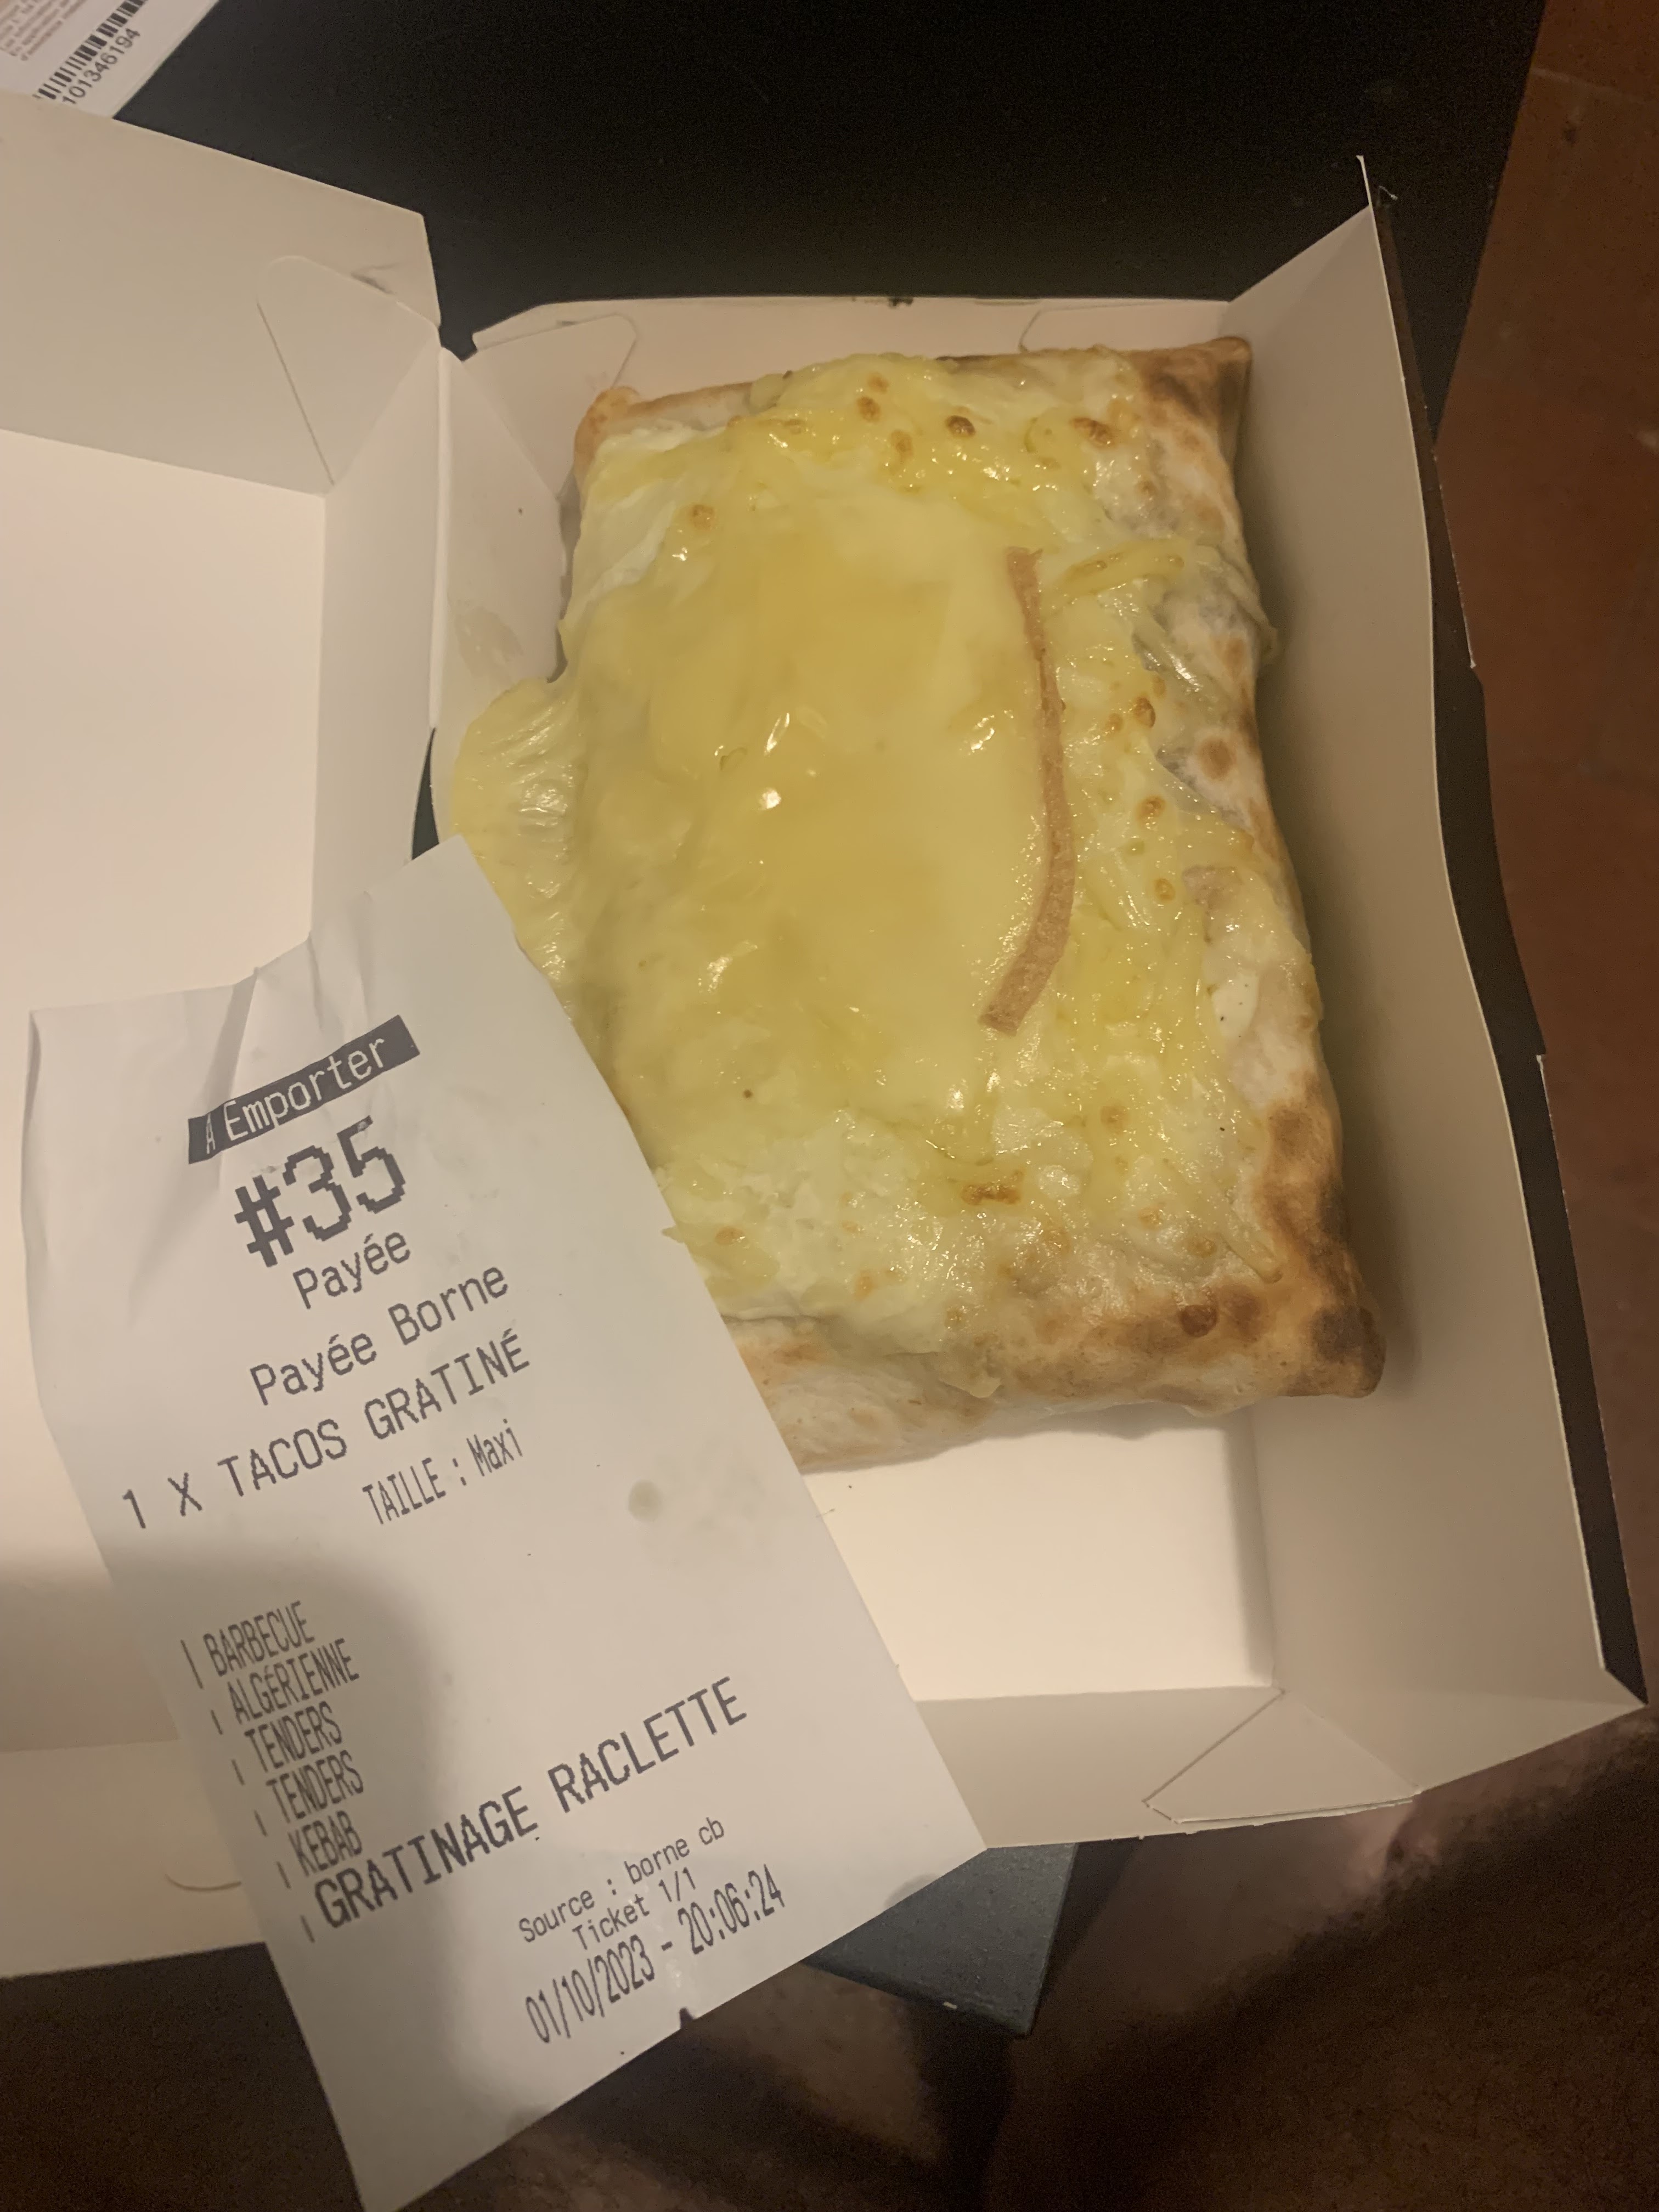 101346194
À Emporter
#35
Payée
Payée Borne
1 X TACOS GRATINÉ
TAILLE : Maxi
| BARBECUE
| ALGÉRIENNE
| TENDERS
| TENDERS
| KEBAB
| GRATINAGE RACLETTE
Source : borne cb
Ticket 1/1
01/10/2023 - 20:06:24